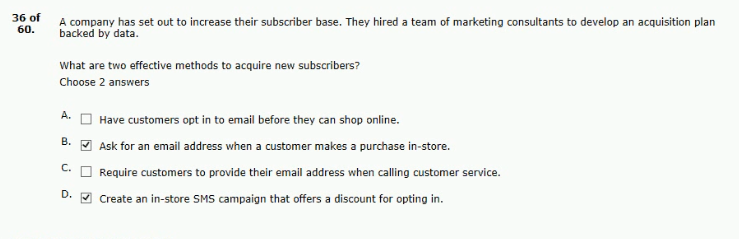 36 of 60.
A company has set out to increase their subscriber base. They hired a team of marketing consultants to develop an acquisition plan
backed by data.
What are two effective methods to acquire new subscribers?
Choose 2 answers
A. Have customers opt in to email before they can shop online.
B. Ask for an email address when a customer makes a purchase in-store.
C. Require customers to provide their email address when calling customer service.
D. Create an in-store SMS campaign that offers a discount for opting in.